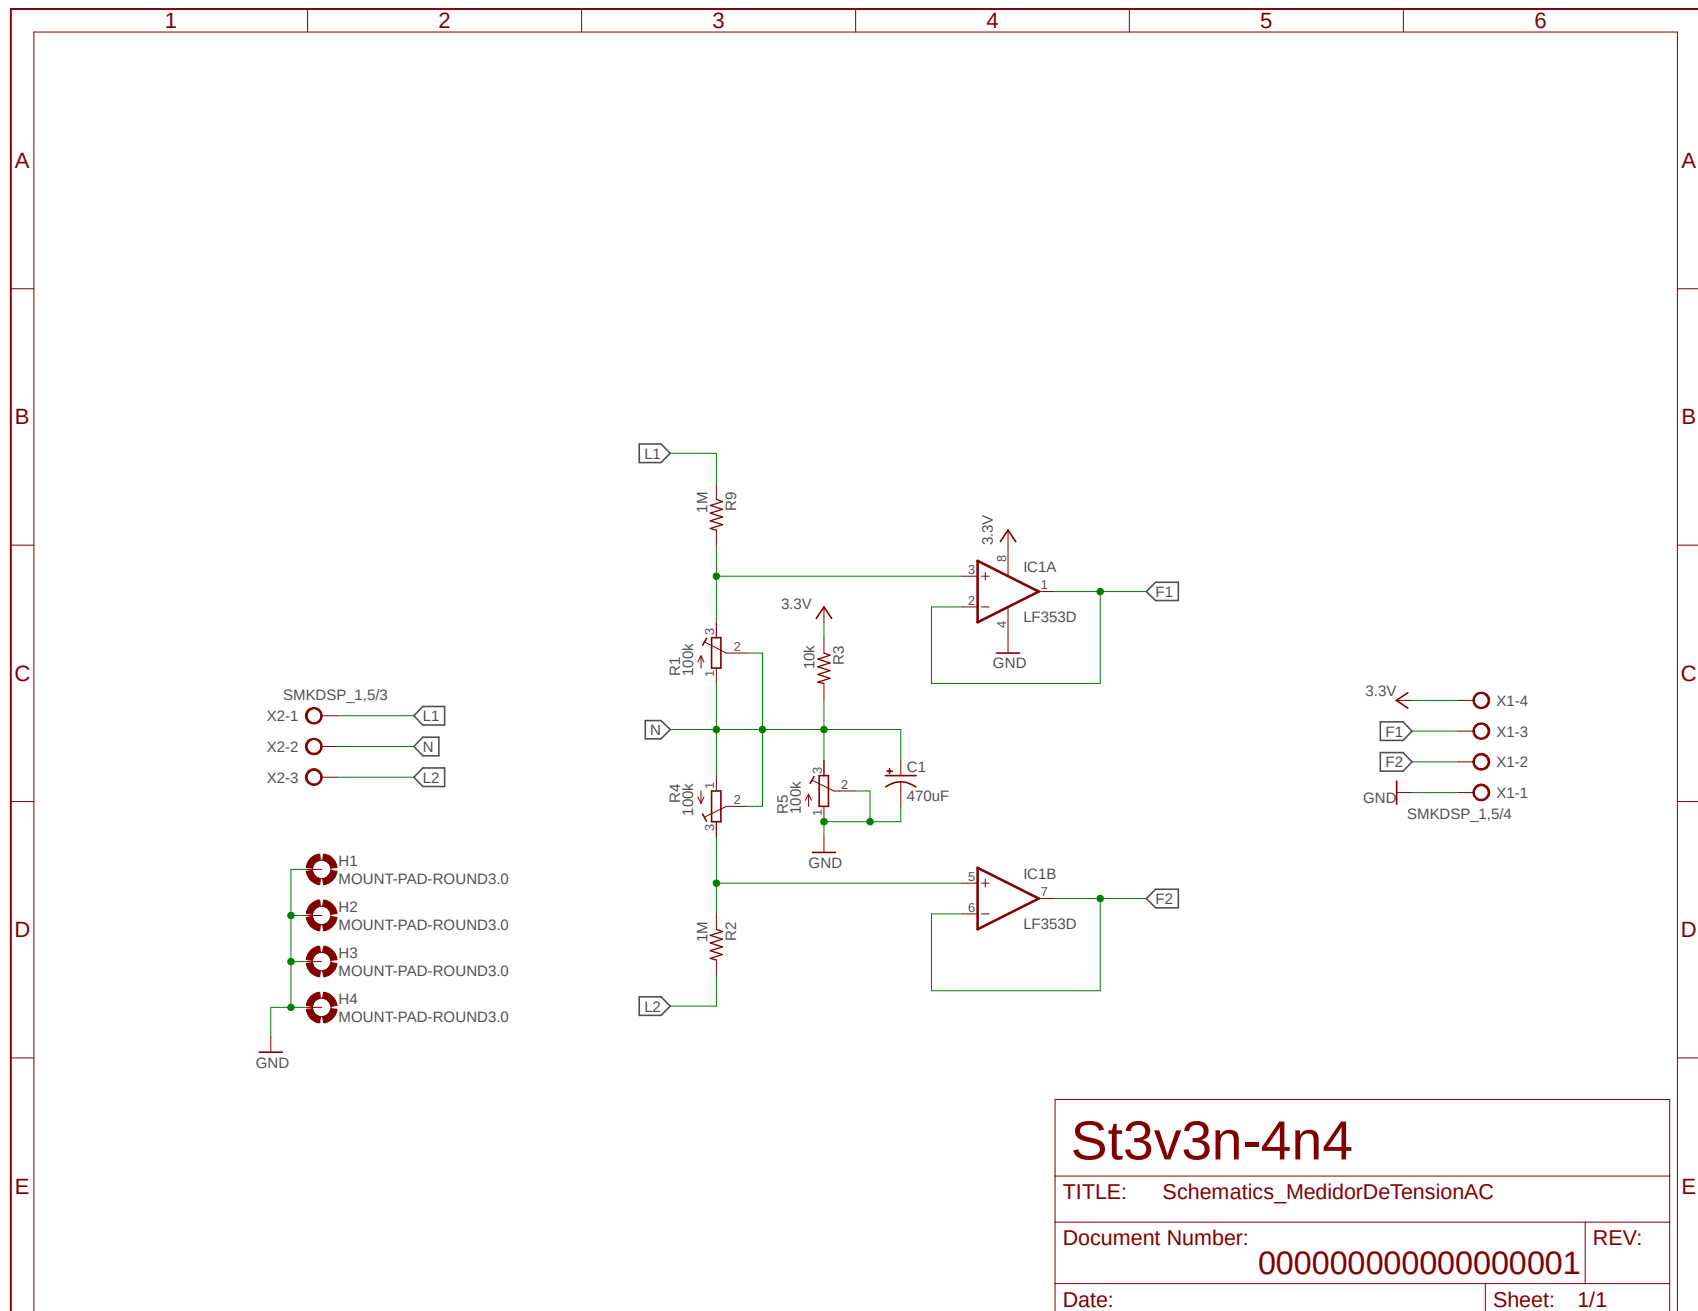 1 2 3 4 5 6
A A
B B
C C
D D
E E
L1
1M
R9
3.3V
8
IC1A
3
+
1
F1
2
-
LF353D
4
GND
3.3V
3
R1
100k
2
1
10k
R3
N
R4
100k
1
2
3
R5
100k
3
2
1
C1
+
470uF
GND
IC1B
5
+
7
F2
6
-
LF353D
1M
R2
L2
SMKDSP_1,5/3
X2-1 L1
X2-2 N
X2-3 L2
H1
MOUNT-PAD-ROUND3.0
H2
MOUNT-PAD-ROUND3.0
H3
MOUNT-PAD-ROUND3.0
H4
MOUNT-PAD-ROUND3.0
GND
3.3V X1-4
F1 X1-3
F2 X1-2
GND X1-1
SMKDSP_1,5/4
St3v3n-4n4
TITLE: Schematics_MedidorDeTensionAC
Document Number: REV:
000000000000000001
Date: Sheet: 1/1